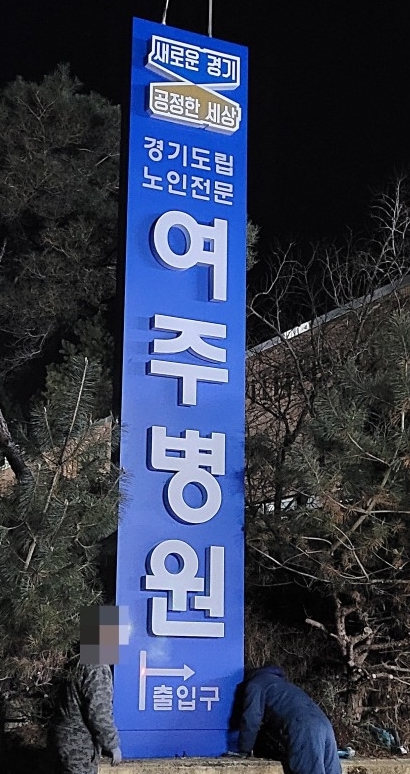 새로운 경기
공정한 세상
경기도립
노인전문
여주병원
출입구